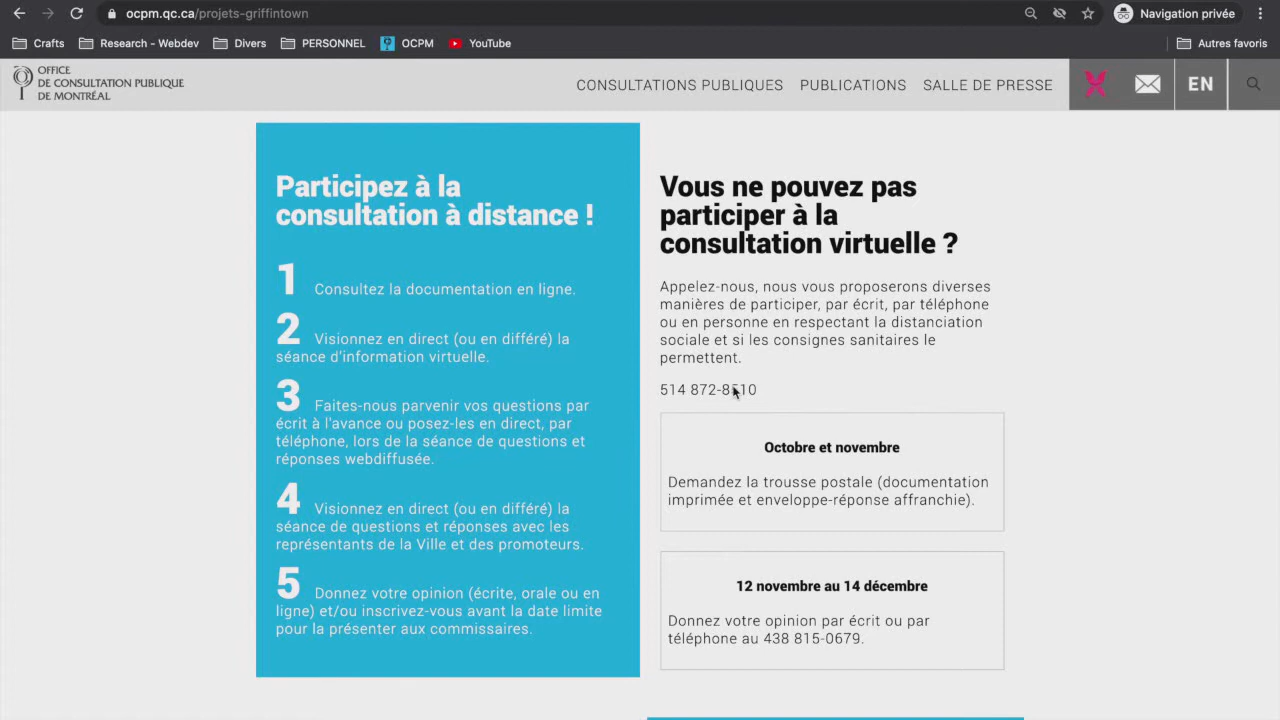 ocpm.qc.ca/projets-griffintown
Navigation privée
Crafts
Research - Webdev
Divers
PERSONNEL
OCPM
YouTube
Autres favoris
OFFICE
DE CONSULTATION PUBLIQUE
DE MONTRÉAL
CONSULTATIONS PUBLIQUES
PUBLICATIONS
SALLE DE PRESSE
EN
Participez à la
consultation à distance !
1 Consultez la documentation en ligne.
2 Visionnez en direct (ou en différé) la
séance d'information virtuelle.
3 Faites-nous parvenir vos questions par
écrit à l'avance ou posez-les en direct, par
téléphone, lors de la séance de questions et
réponses webdiffusée.
4 Visionnez en direct (ou en différé) la
séance de questions et réponses avec les
représentants de la Ville et des promoteurs.
5 Donnez votre opinion (écrite, orale ou en
ligne) et/ou inscrivez-vous avant la date limite
pour la présenter aux commissaires.
Vous ne pouvez pas
participer à la
consultation virtuelle ?
Appelez-nous, nous vous proposerons diverses
manières de participer, par écrit, par téléphone
ou en personne en respectant la distanciation
sociale et si les consignes sanitaires le
permettent.
514 872-8510
Octobre et novembre
Demandez la trousse postale (documentation
imprimée et enveloppe-réponse affranchie).
12 novembre au 14 décembre
Donnez votre opinion par écrit ou par
téléphone au 438 815-0679.